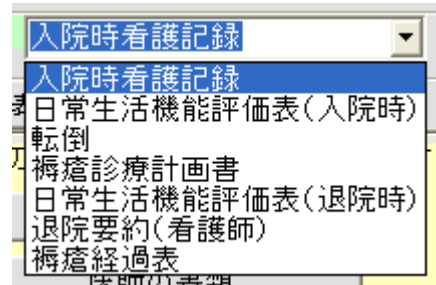 入院時看護記録
入院時看護記録
日常生活機能評価表(入院時)
転倒
褥瘡診療計画書
日常生活機能評価表(退院時)
退院要約(看護師)
褥瘡経過表